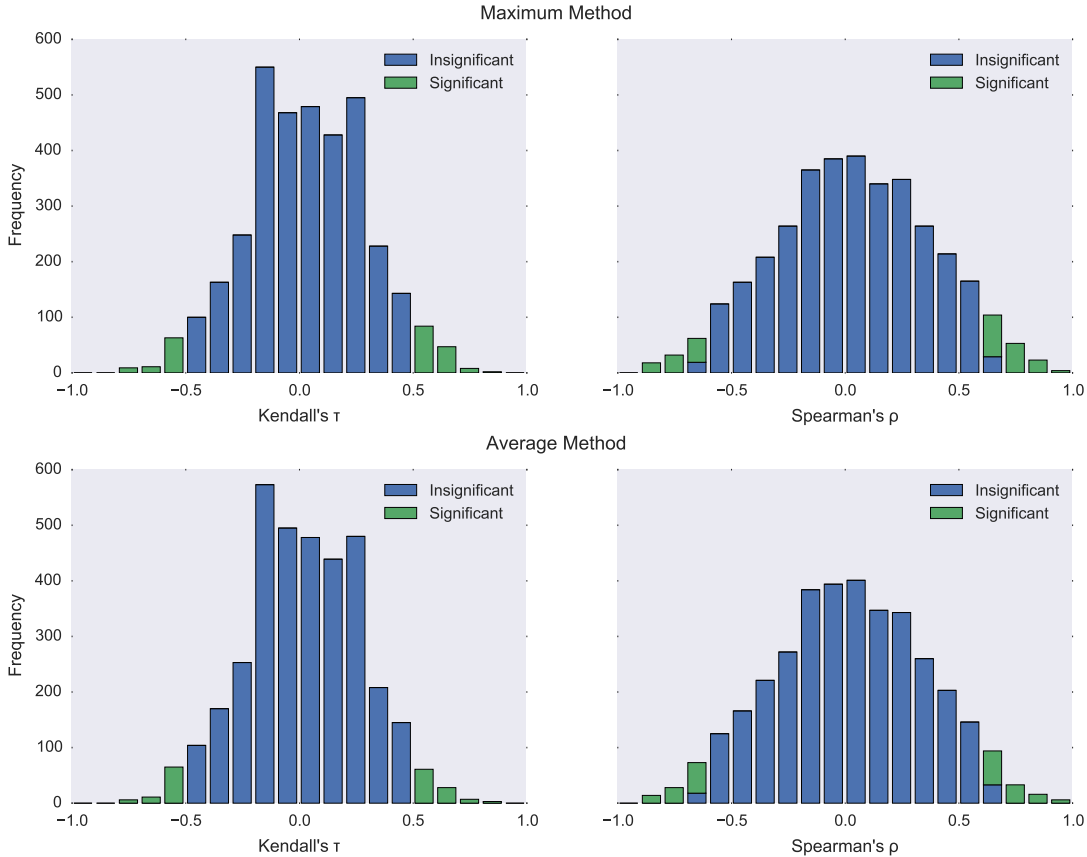 Maximum Method
600
500
400
300
200
100
0
Frequency
Insignificant
Significant
−1.0 −0.5 0.0 0.5 1.0
Kendall's τ
Insignificant
Significant
−1.0 −0.5 0.0 0.5 1.0
Spearman's ρ
Average Method
600
500
400
300
200
100
0
Frequency
Insignificant
Significant
−1.0 −0.5 0.0 0.5 1.0
Kendall's τ
Insignificant
Significant
−1.0 −0.5 0.0 0.5 1.0
Spearman's ρ